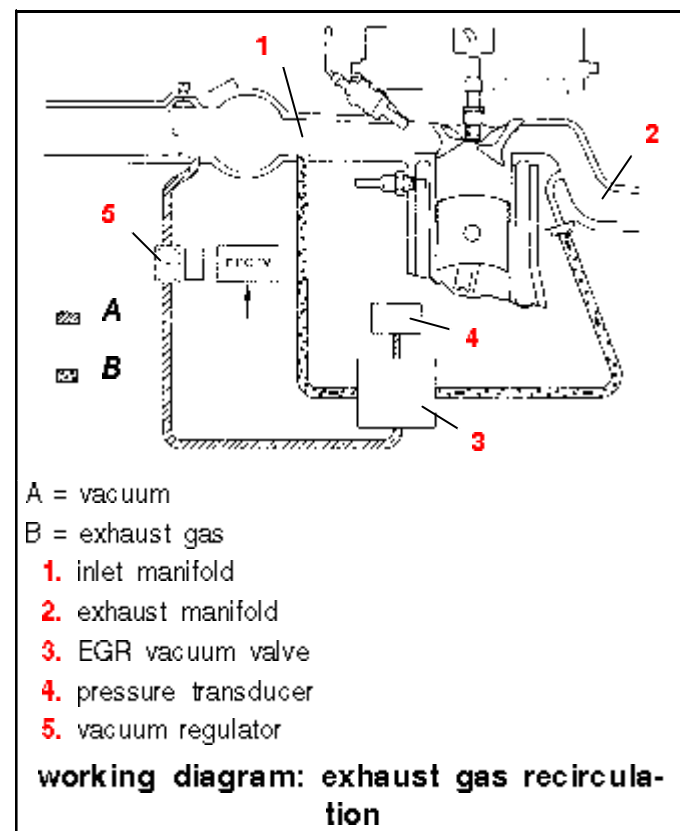 1
2
5
A
4
B
3
A = vacuum
B = exhaust gas
1. inlet manifold
2. exhaust manifold
3. EGR vacuum valve
4. pressure transducer
5. vacuum regulator
working diagram: exhaust gas recircula-
tion